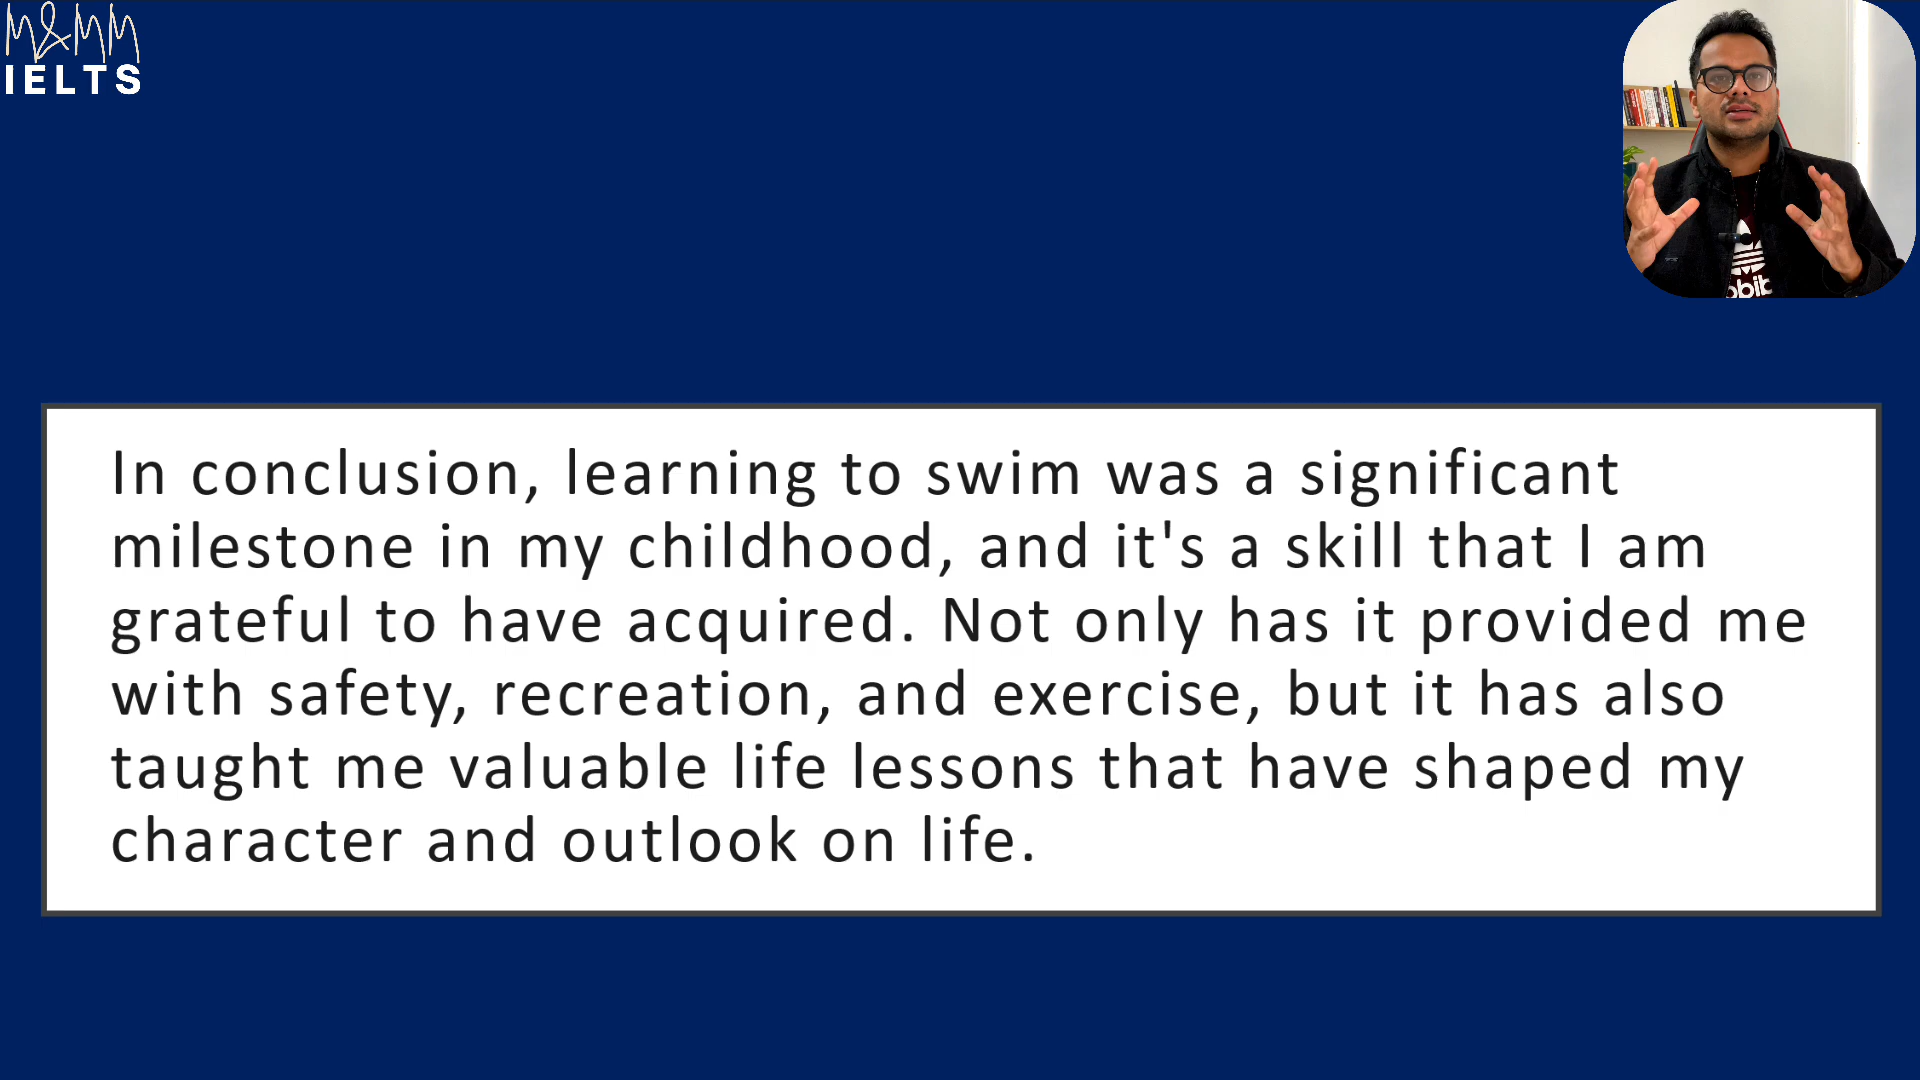 M&MM
IELTS
In conclusion, learning to swim was a significant
milestone in my childhood, and it's a skill that I am
grateful to have acquired. Not only has it provided me
with safety, recreation, and exercise, but it has also
taught me valuable life lessons that have shaped my
character and outlook on life.